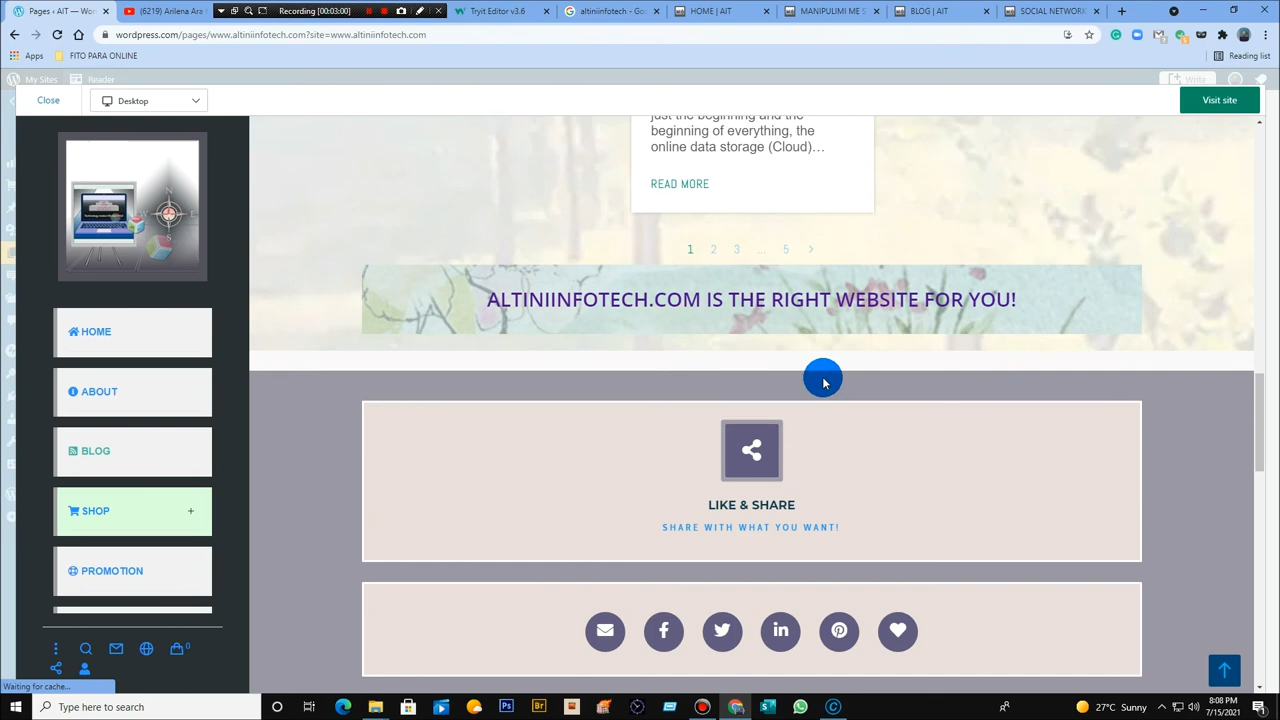 Pages ‹ AIT — Wor
(6219) Arilena Ara
Recording [00:03:00]
Tryit Editor v3.6
altiniinfotech - Goo
HOME | AIT
MANIPULIMI ME S
BLOG | AIT
SOCIAL NETWORK
wordpress.com/pages/www.altiniinfotech.com?site=www.altiniinfotech.com
Apps
FITO PARA ONLINE
Reading list
My Sites
Reader
Write
Close
Desktop
Visit site
just the beginning and the
beginning of everything, the
online data storage (Cloud)…
READ MORE
1 2 3 … 5
ALTINIINFOTECH.COM IS THE RIGHT WEBSITE FOR YOU!
HOME
ABOUT
BLOG
SHOP +
PROMOTION
0
LIKE & SHARE
SHARE WITH WHAT YOU WANT!
Waiting for cache...
Type here to search
27°C Sunny
8:08 PM
7/15/2021